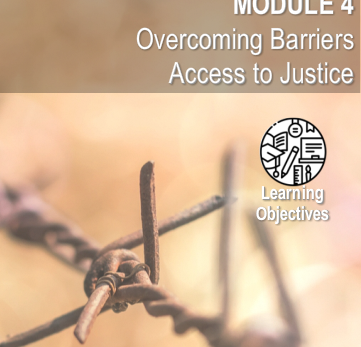 MODULE 4
Overcoming Barriers
Access to Justice
Learning
Objectives